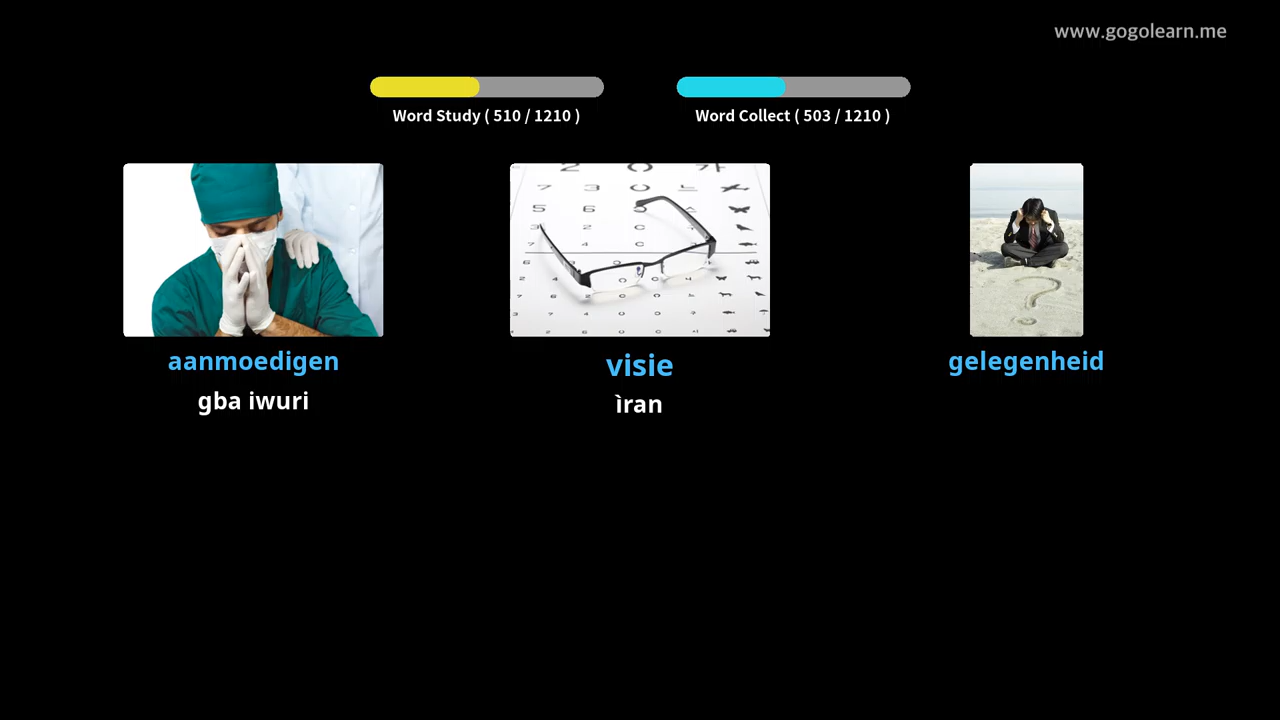 www.gogolearn.me
Word Study ( 510 / 1210 )
Word Collect ( 503 / 1210 )
aanmoedigen
gba iwuri
visie
ìran
gelegenheid